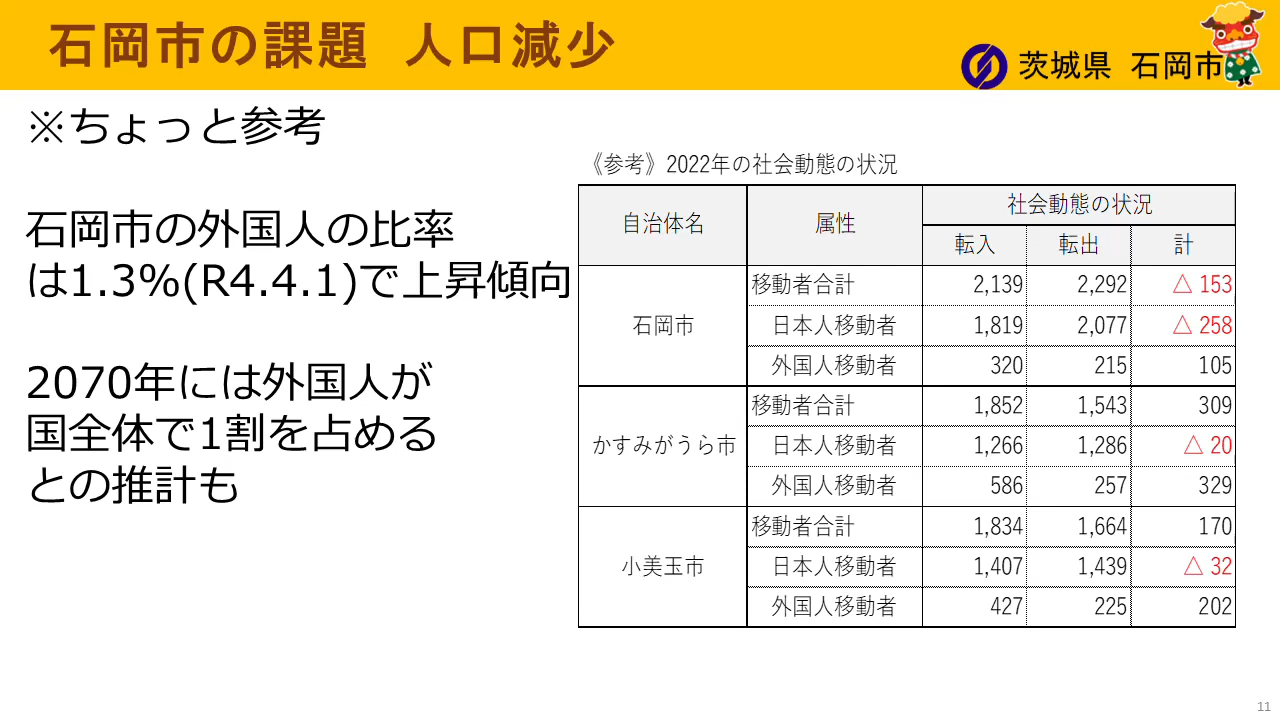 石岡市の課題 人口減少
茨城県 石岡市
※ちょっと参考
石岡市の外国人の比率
は1.3%(R4.4.1)で上昇傾向
2070年には外国人が
国全体で1割を占める
との推計も
《参考》2022年の社会動態の状況
自治体名 属性 社会動態の状況
転入 転出 計
石岡市 移動者合計 2,139 2,292 △ 153
日本人移動者 1,819 2,077 △ 258
外国人移動者 320 215 105
かすみがうら市 移動者合計 1,852 1,543 309
日本人移動者 1,266 1,286 △ 20
外国人移動者 586 257 329
小美玉市 移動者合計 1,834 1,664 170
日本人移動者 1,407 1,439 △ 32
外国人移動者 427 225 202
11